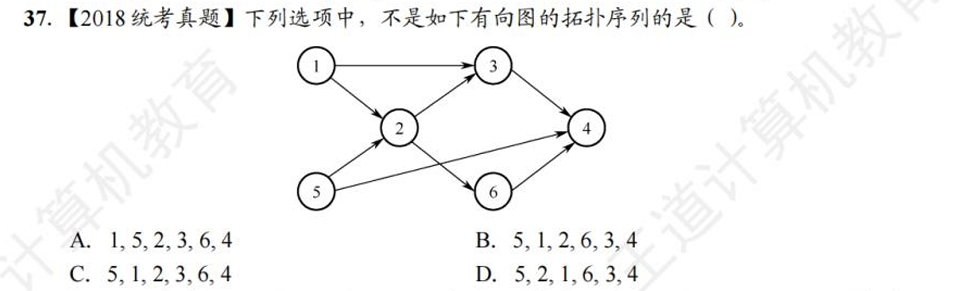 37.【2018 统考真题】下列选项中，不是如下有向图的拓扑序列的是（ ）。
1
3
2
4
5
6
A. 1, 5, 2, 3, 6, 4
B. 5, 1, 2, 6, 3, 4
C. 5, 1, 2, 3, 6, 4
D. 5, 2, 1, 6, 3, 4
计算机教育
王道计算机教育